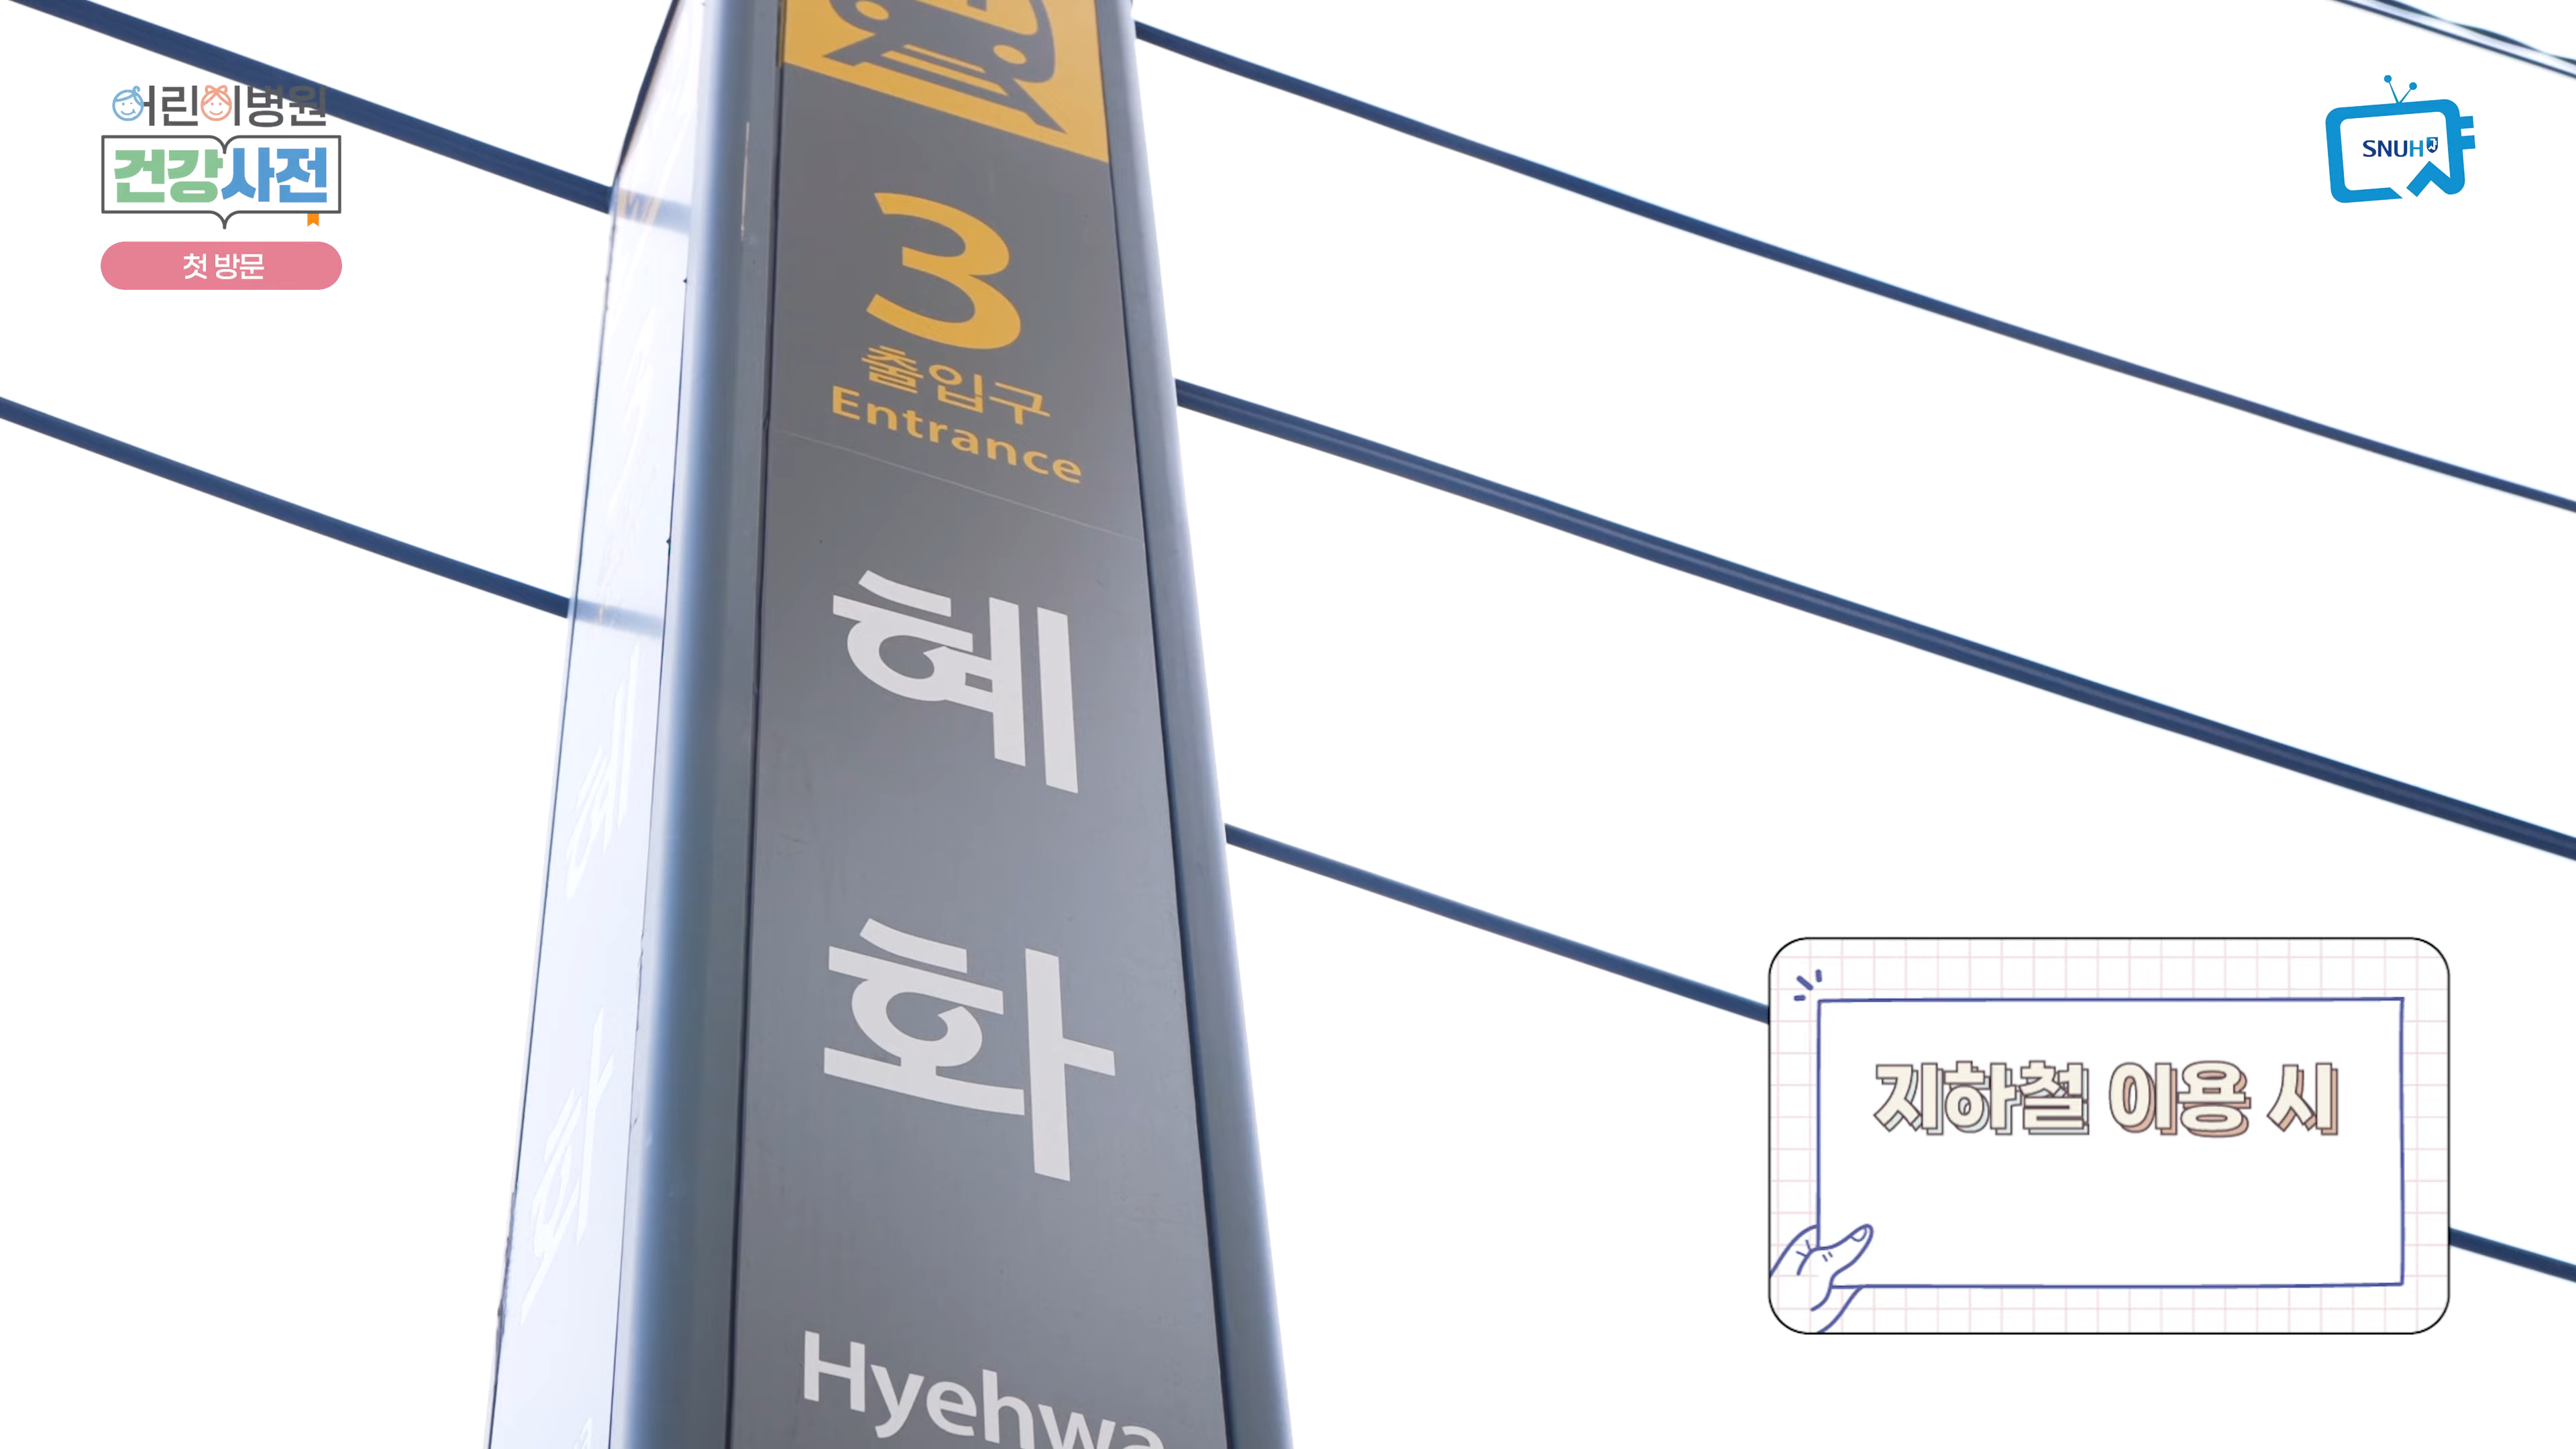 어린이병원
건강사전
첫 방문
SNUH
3
출입구
Entrance
혜
화
Hyehwa
지하철 이용 시